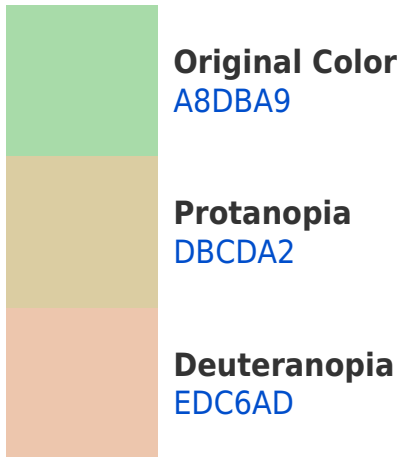 Original Color
A8DBA9
Protanopia
DBCDA2
Deuteranopia
EDC6AD